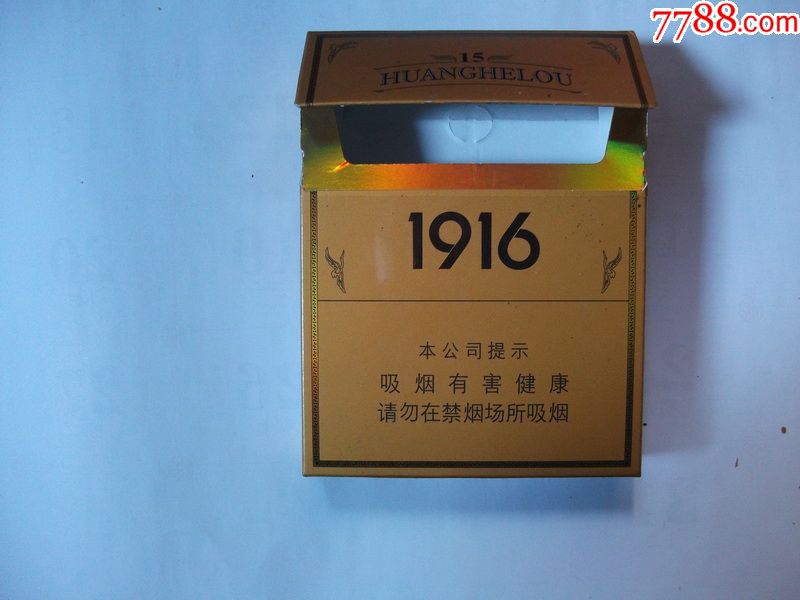 7788.com
15
HUANGHELOU
1916
本公司提示
吸烟有害健康
请勿在禁烟场所吸烟